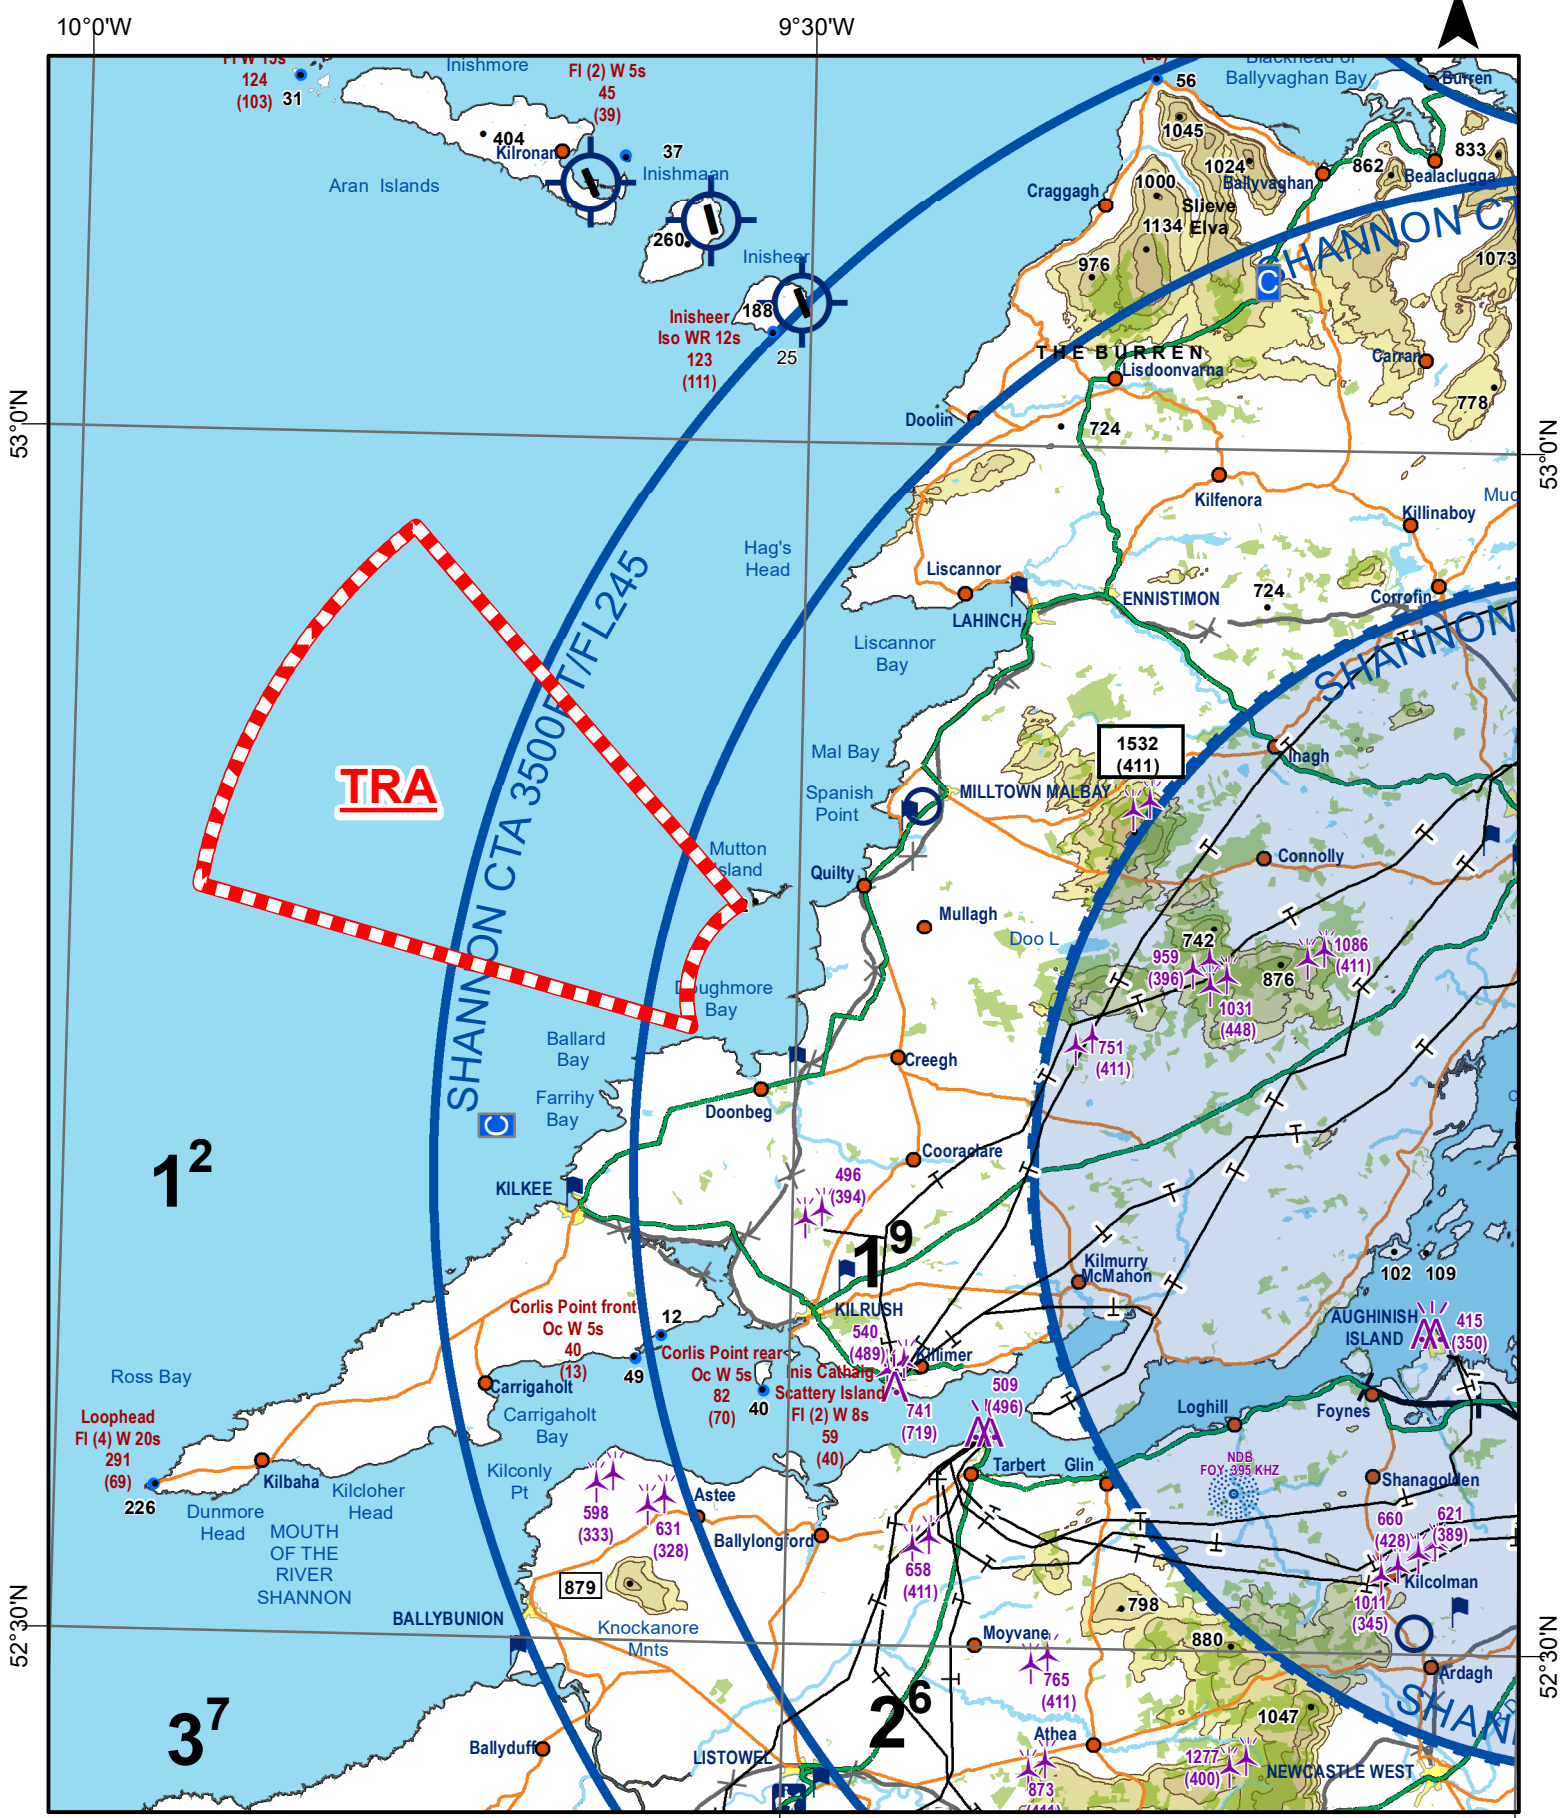 10°0'W
9°30'W
Fl W 15s
124
(103)
31
Inishmore
Fl (2) W 5s
45
(39)
404
Kilronan
37
Inishmaan
Aran Islands
260
Inisheer
188
Inisheer
Iso WR 12s
123
(111)
25
56
Blackhead of
Ballyvaghan Bay
Burren
1045
1024
Ballyvaghan
862
833
Bealaclugga
1000
Slieve
Elva
1134
976
Craggagh
SHANNON CT
C
1073
THE BURREN
Lisdoonvarna
Carran
778
Doolin
724
53°0'N
53°0'N
Kilfenora
Muc
Killinaboy
Hag's
Head
Liscannor
LAHINCH
ENNISTIMON
724
Corrofin
Liscannor
Bay
SHANNON
SHANNON CTA 3500FT/FL245
C
TRA
Mal Bay
Spanish
Point
MILLTOWN MALBAY
1532
(411)
Inagh
Connolly
Mutton
Island
Quilty
Mullagh
Doo L
742
959
(396)
876
1086
(411)
1031
(448)
751
(411)
Doughmore
Bay
Ballard
Bay
Creegh
Farrihy
Bay
Doonbeg
Cooraclare
1²
KILKEE
496
(394)
1⁹
Kilmurry
McMahon
102
109
KILRUSH
540
(489)
Killimer
AUGHINISH
ISLAND
415
(350)
Corlis Point front
Oc W 5s
40
(13)
12
49
Corlis Point rear
Oc W 5s
82
(70)
40
Inis Cathaig
Scattery Island
Fl (2) W 8s
59
(40)
741
(719)
509
(496)
Ross Bay
Carrigaholt
Carrigaholt
Bay
Loghill
Foynes
Loophead
Fl (4) W 20s
291
(69)
226
Kilbaha
Dunmore
Head
Kilcloher
Head
Kilconly
Pt
MOUTH
OF THE
RIVER
SHANNON
Astee
598
(333)
631
(328)
Ballylongford
Tarbert
Glin
NDB
FOY 395 KHZ
Shanagolden
660
(428)
621
(389)
Kilcolman
1011
(345)
658
(411)
879
Knockanore
Mnts
BALLYBUNION
798
880
Moyvane
765
(411)
Ardagh
52°30'N
52°30'N
3⁷
2⁶
Ballyduff
LISTOWEL
Athea
873
1047
1277
(400)
NEWCASTLE WEST
SHAN